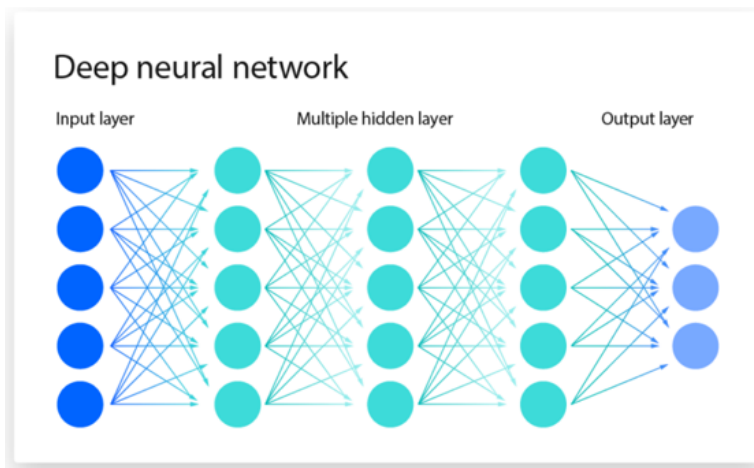 Deep neural network
Input layer
Multiple hidden layer
Output layer